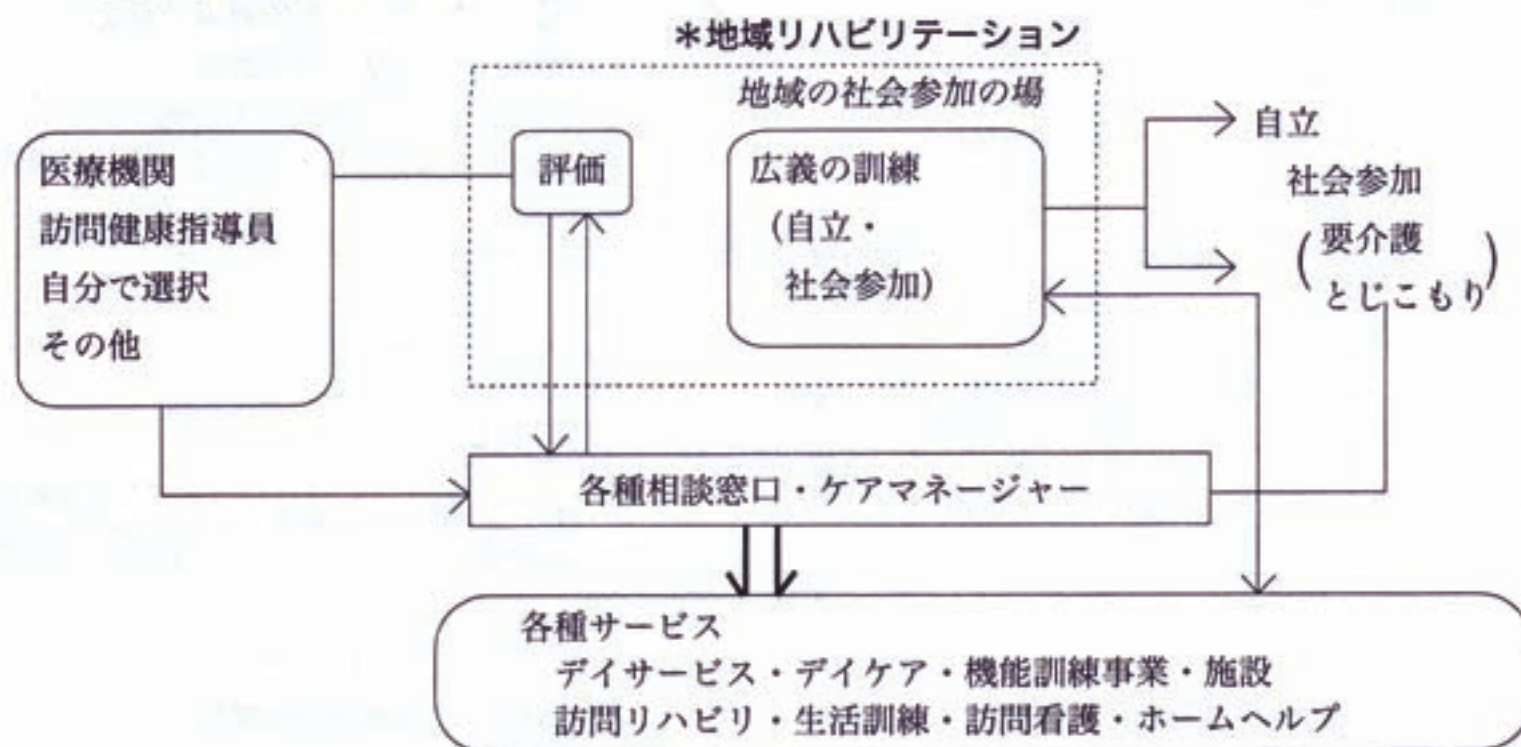 ＊地域リハビリテーション
地域の社会参加の場
医療機関
訪問健康指導員
自分で選択
その他
評価
広義の訓練
(自立・
社会参加)
自立
社会参加
(要介護
とじこもり)
各種相談窓口・ケアマネージャー
各種サービス
デイサービス・デイケア・機能訓練事業・施設
訪問リハビリ・生活訓練・訪問看護・ホームヘルプ